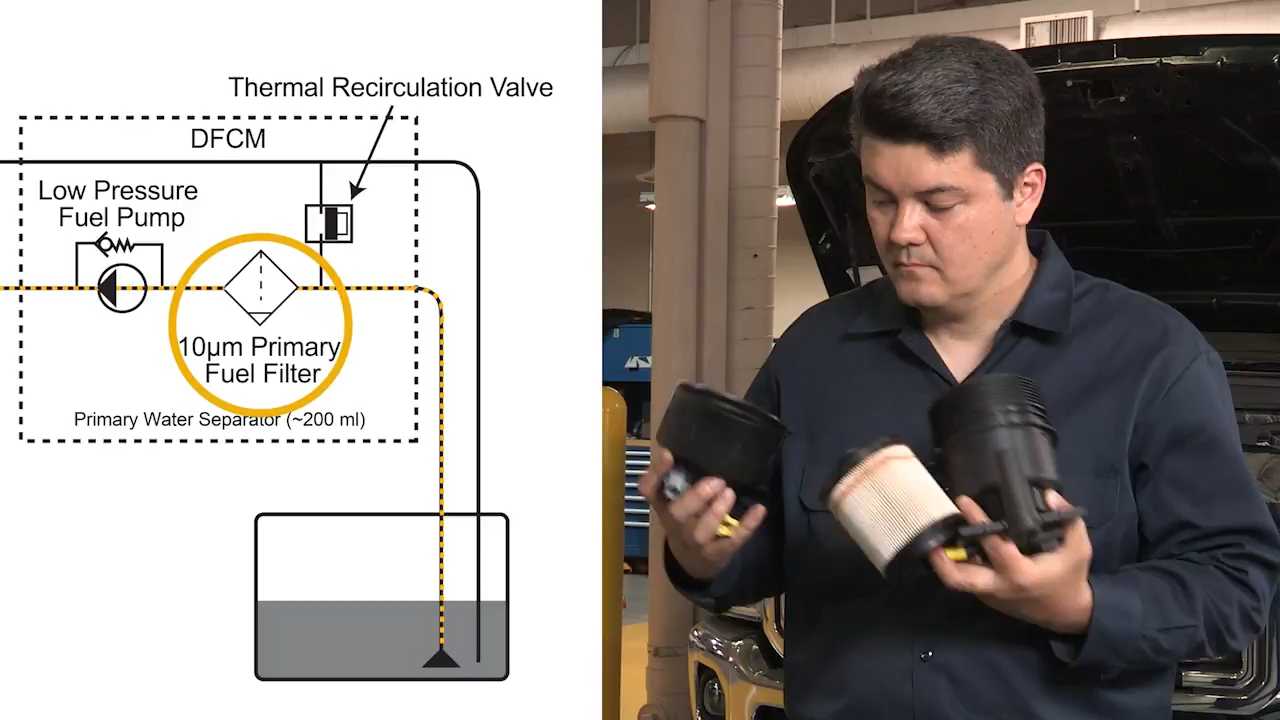 Thermal Recirculation Valve
DFCM
Low Pressure
Fuel Pump
10µm Primary
Fuel Filter
Primary Water Separator (~200 ml)